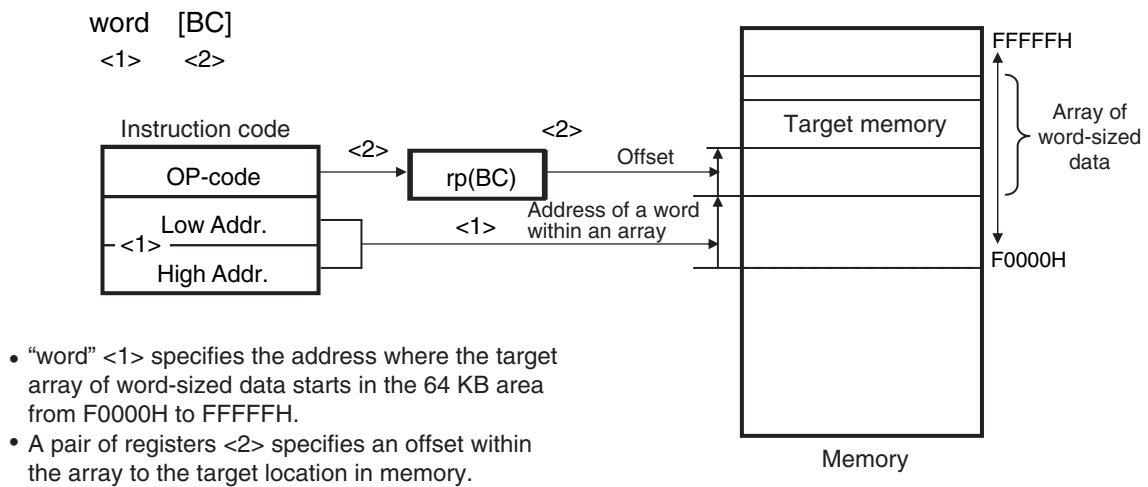 word [BC]
<1> <2>
Instruction code
OP-code
Low Addr.
<1>
High Addr.
<2>
rp(BC)
<2>
Offset
<1>
Address of a word
within an array
Target memory
FFFFFH
Array of
word-sized
data
F0000H
Memory
• “word” <1> specifies the address where the target
array of word-sized data starts in the 64 KB area
from F0000H to FFFFFH.
• A pair of registers <2> specifies an offset within
the array to the target location in memory.